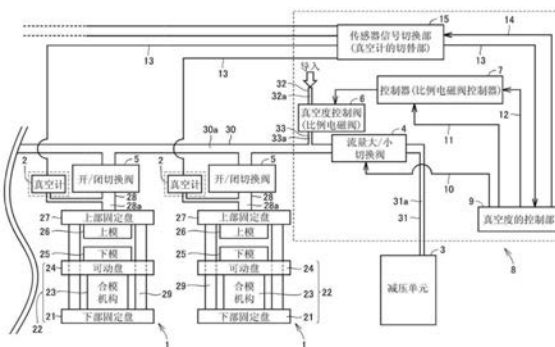 15
传感器信号切换部
(真空计的切替部)
14
13
13
13
导入
32
32a
6
真空度控制阀
(比例电磁阀)
7
控制器(比例电磁阀控制器)
12
11
30a
30
33
33a
4
流量大/小
切换阀
10
2
真空计
5
开/闭切换阀
28
28a
2
真空计
5
开/闭切换阀
28
28a
31a
31
9
真空度的控制部
8
3
减压单元
27
上部固定盘
26
上模
25
下模
24
可动盘
23
合模
机构
29
22
21
下部固定盘
1
27
上部固定盘
26
上模
25
下模
可动盘
24
29
合模
机构
23
22
下部固定盘
21
1